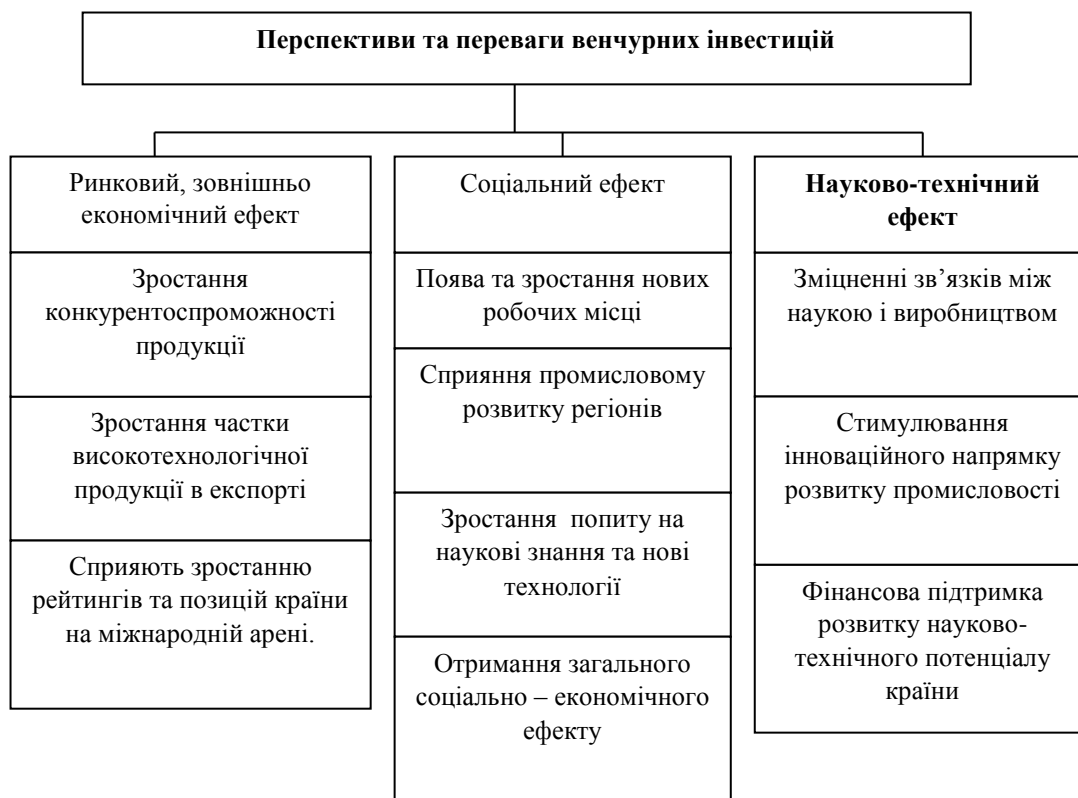 Перспективи та переваги венчурних інвестицій
Ринковий, зовнішньо
економічний ефект
Зростання
конкурентоспроможності
продукції
Зростання частки
високотехнологічної
продукції в експорті
Сприяють зростанню
рейтингів та позицій країни
на міжнародній арені.
Соціальний ефект
Поява та зростання нових
робочих місці
Сприяння промисловому
розвитку регіонів
Зростання попиту на
наукові знання та нові
технології
Отримання загального
соціально – економічного
ефекту
Науково-технічний
ефект
Зміцненні зв’язків між
наукою і виробництвом
Стимулювання
інноваційного напрямку
розвитку промисловості
Фінансова підтримка
розвитку науково-
технічного потенціалу
країни